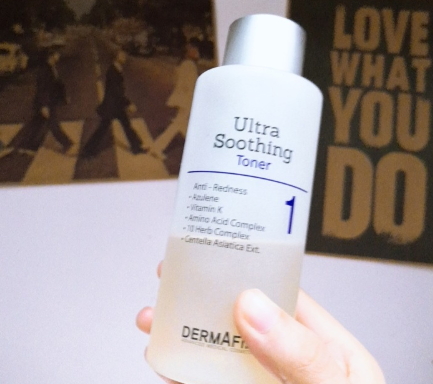 LOVE
WHAT
YOU
DO
Ultra
Soothing
Toner
Anti - Redness
• Azulene
• Vitamin K
• Amino Acid Complex
• 10 Herb Complex
• Centella Asiatica Ext.
1